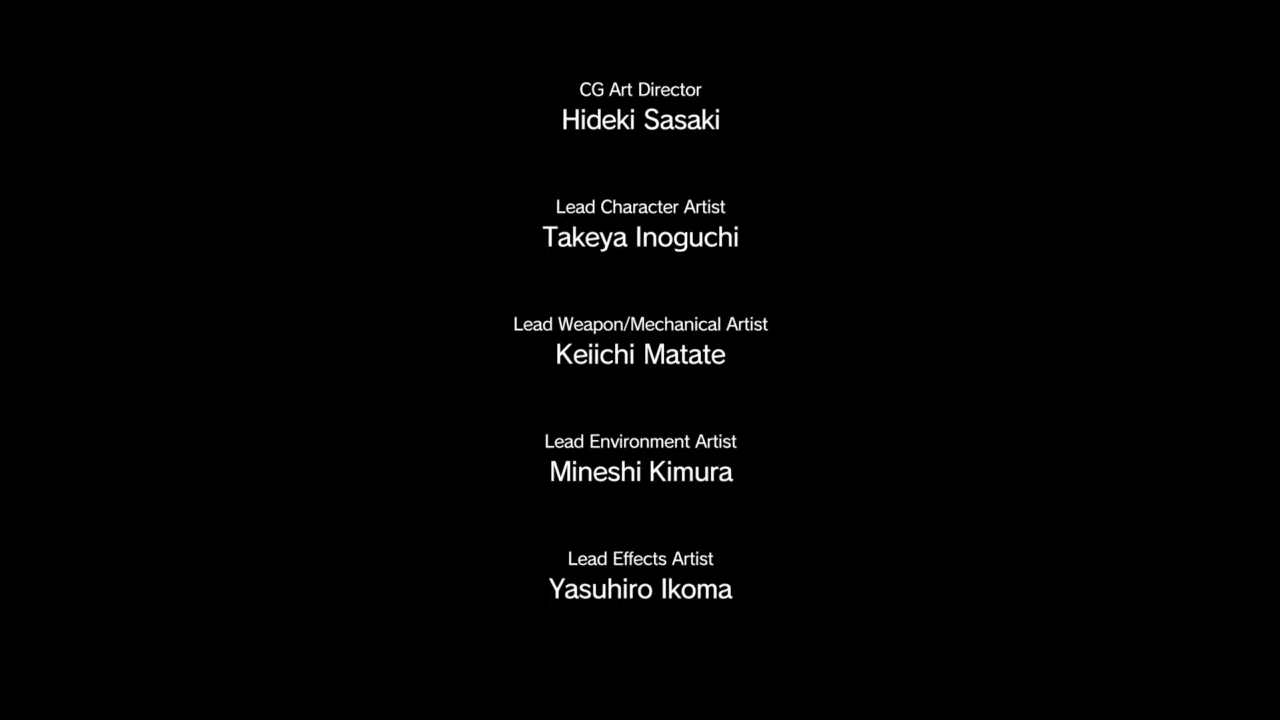 CG Art Director
Hideki Sasaki
Lead Character Artist
Takeya Inoguchi
Lead Weapon/Mechanical Artist
Keiichi Matate
Lead Environment Artist
Mineshi Kimura
Lead Effects Artist
Yasuhiro Ikoma